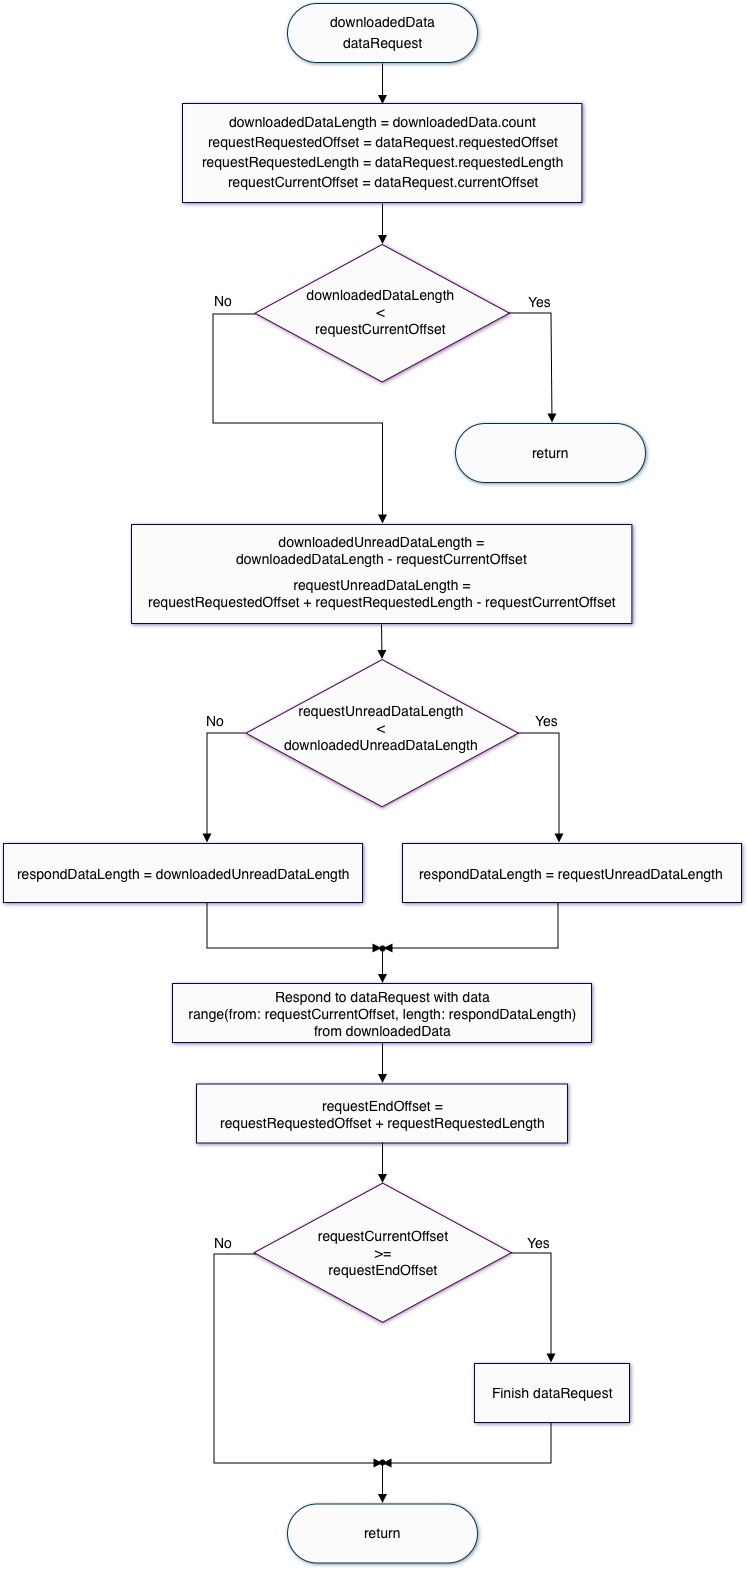 downloadedData
dataRequest
downloadedDataLength = downloadedData.count
requestRequestedOffset = dataRequest.requestedOffset
requestRequestedLength = dataRequest.requestedLength
requestCurrentOffset = dataRequest.currentOffset
downloadedDataLength
<
requestCurrentOffset
No
Yes
return
downloadedUnreadDataLength =
downloadedDataLength - requestCurrentOffset
requestUnreadDataLength =
requestRequestedOffset + requestRequestedLength - requestCurrentOffset
requestUnreadDataLength
<
downloadedUnreadDataLength
No
Yes
respondDataLength = downloadedUnreadDataLength
respondDataLength = requestUnreadDataLength
Respond to dataRequest with data
range(from: requestCurrentOffset, length: respondDataLength)
from downloadedData
requestEndOffset =
requestRequestedOffset + requestRequestedLength
requestCurrentOffset
>=
requestEndOffset
No
Yes
Finish dataRequest
return